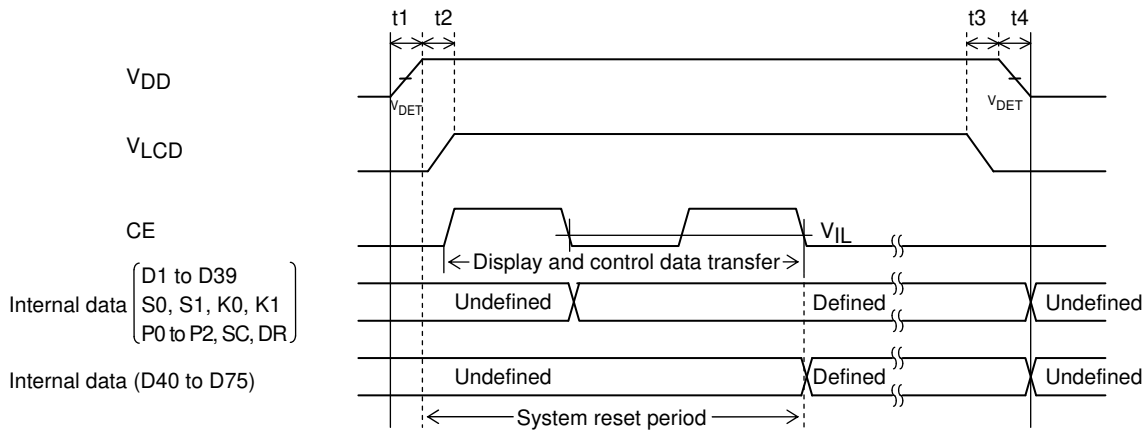 t1 t2 t3 t4
VDD
VDET VDET
VLCD
CE
VIL
Display and control data transfer
D1 to D39
Internal data S0, S1, K0, K1 Undefined Defined Undefined
P0 to P2, SC, DR
Internal data (D40 to D75) Undefined Defined Undefined
System reset period